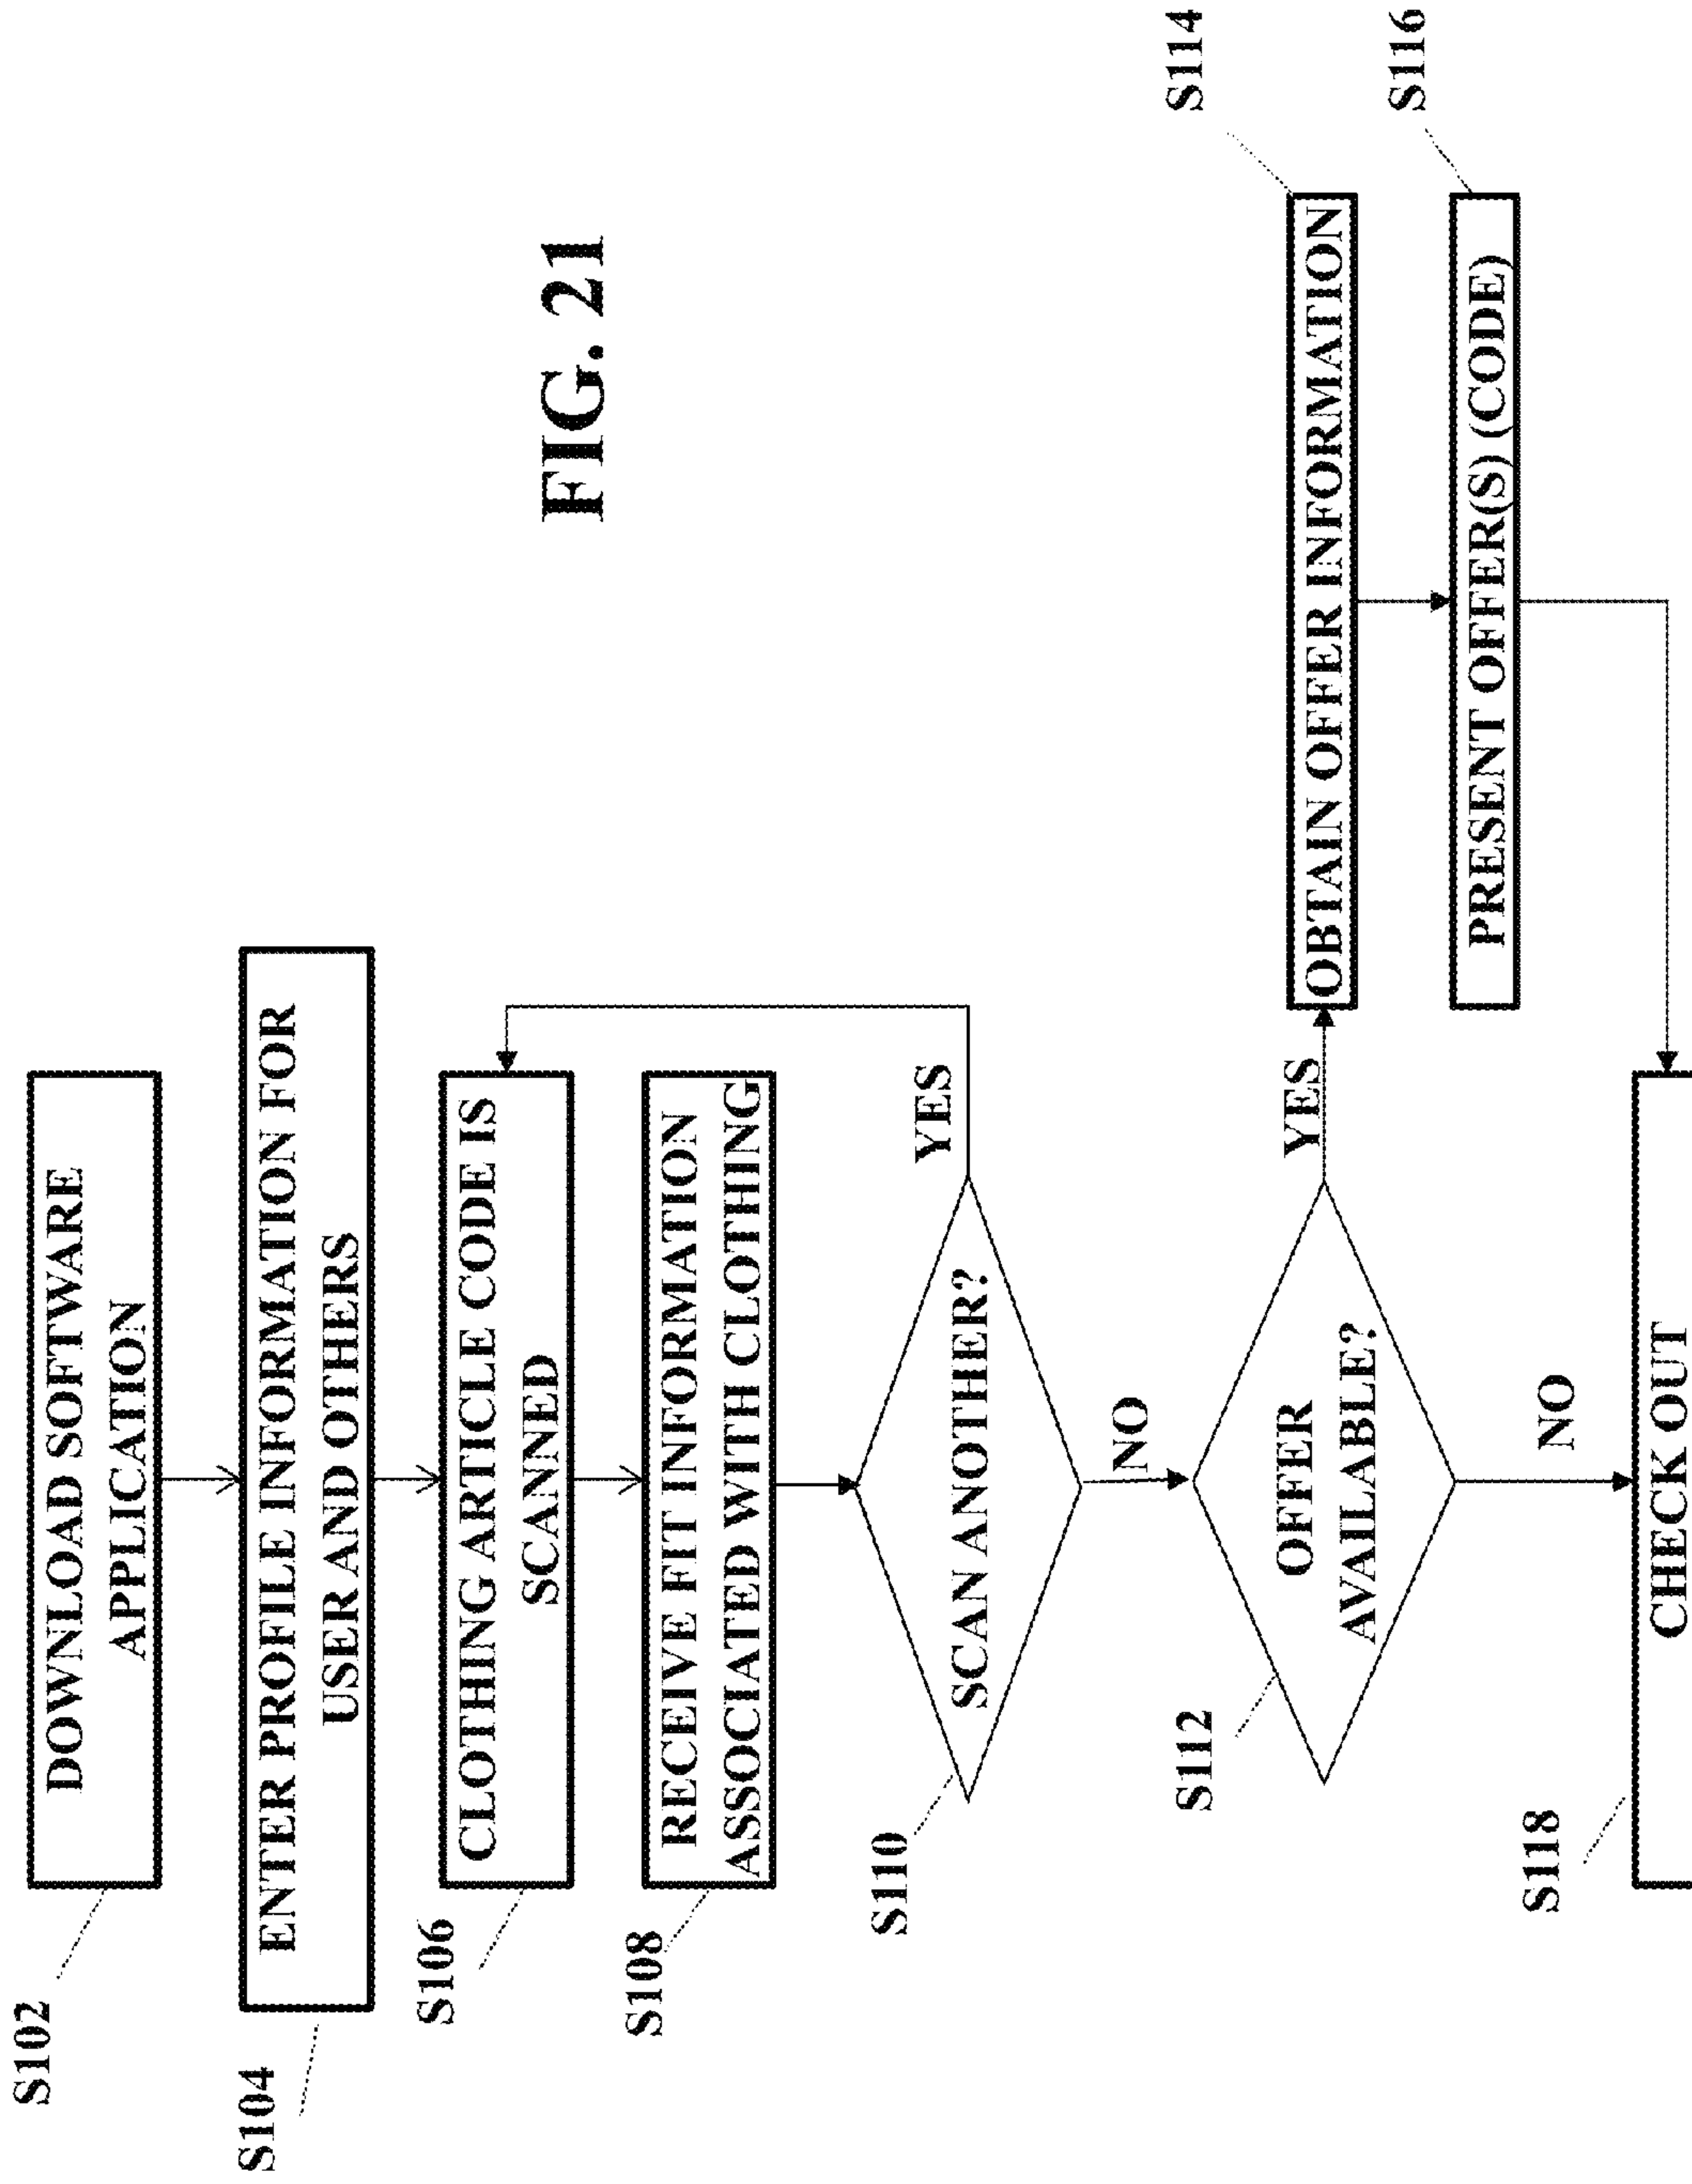 FIG. 21
S102
DOWNLOAD SOFTWARE
APPLICATION
S104
ENTER PROFILE INFORMATION FOR
USER AND OTHERS
S106
CLOTHING ARTICLE CODE IS
SCANNED
S108
RECEIVE FIT INFORMATION
ASSOCIATED WITH CLOTHING
S110
SCAN ANOTHER?
YES
NO
S112
OFFER
AVAILABLE?
YES
NO
S114
OBTAIN OFFER INFORMATION
S116
PRESENT OFFER(S) (CODE)
S118
CHECK OUT